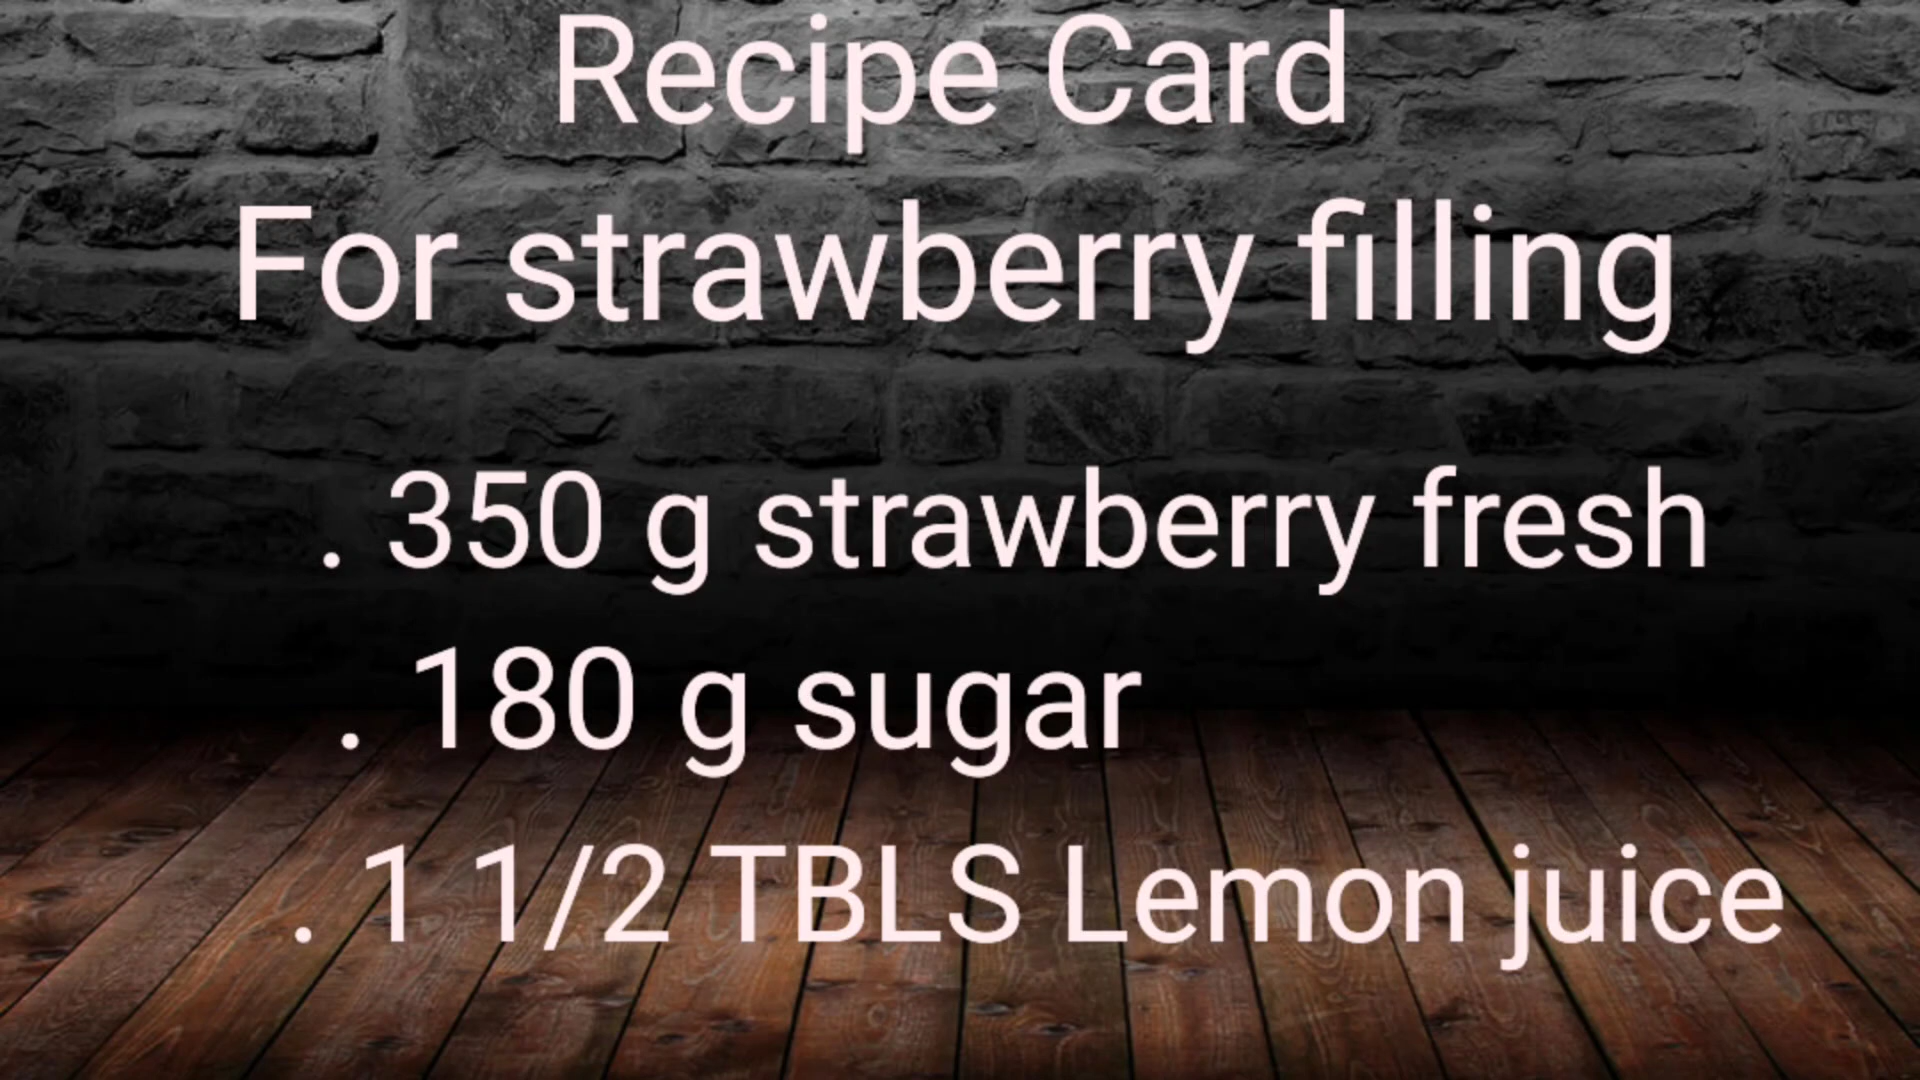 Recipe Card
For strawberry filling
. 350 g strawberry fresh
. 180 g sugar
. 1 1/2 TBLS Lemon juice